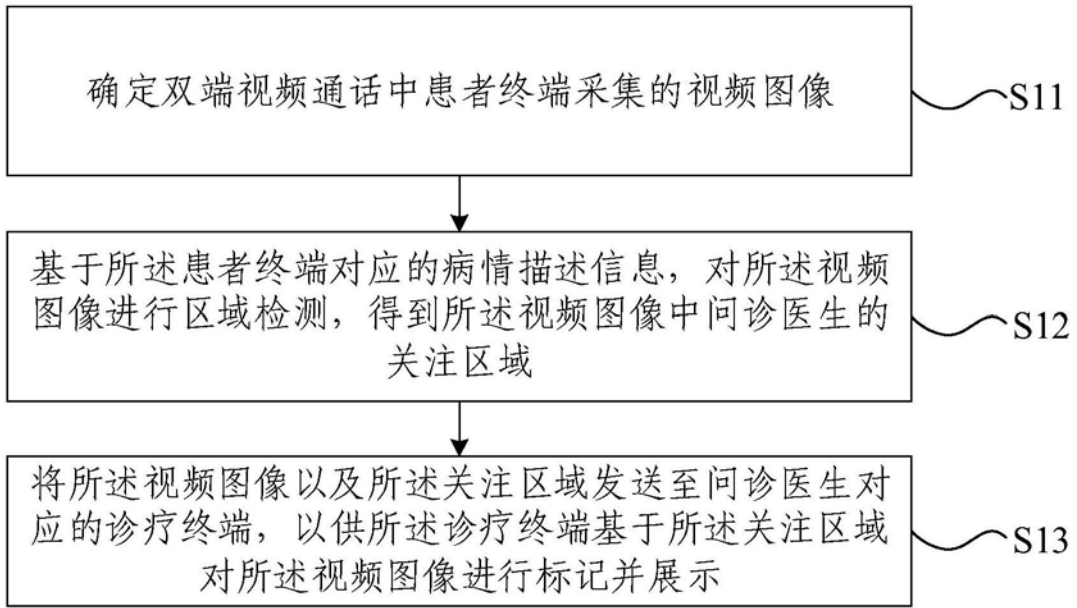 确定双端视频通话中患者终端采集的视频图像
S11
基于所述患者终端对应的病情描述信息，对所述视频
图像进行区域检测，得到所述视频图像中问诊医生的
关注区域
S12
将所述视频图像以及所述关注区域发送至问诊医生对
应的诊疗终端，以供所述诊疗终端基于所述关注区域
对所述视频图像进行标记并展示
S13